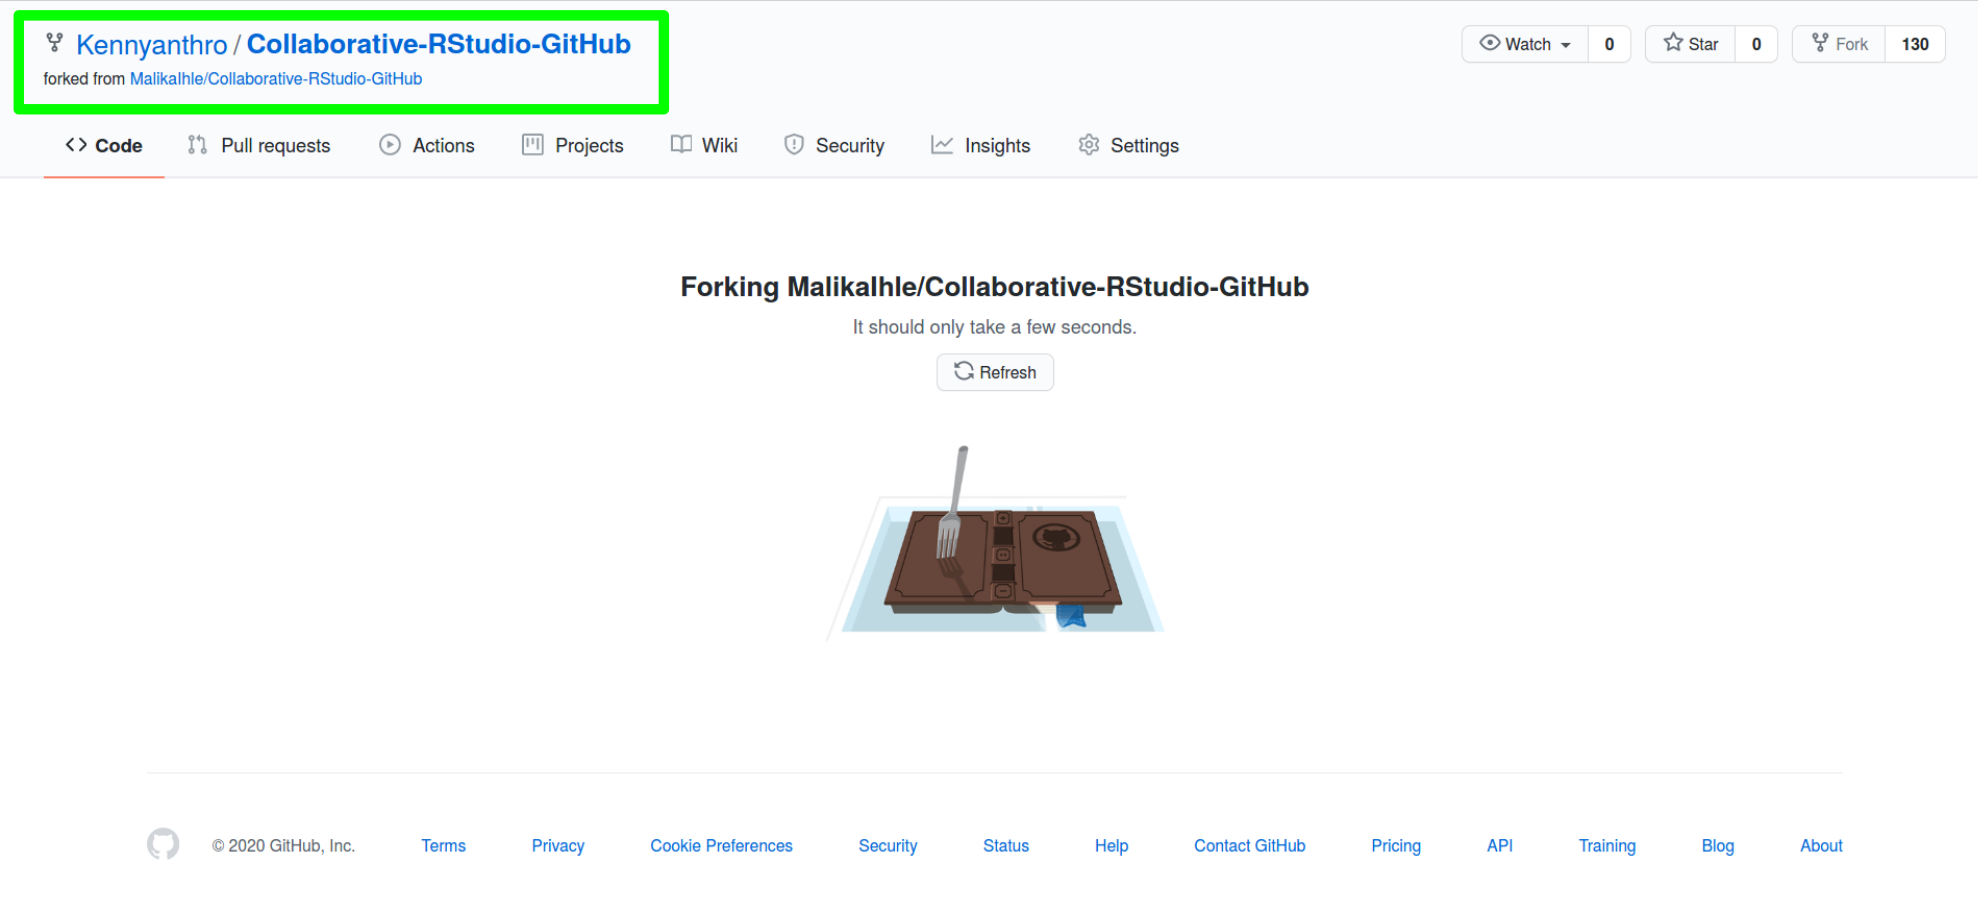 Kennyanthro / Collaborative-RStudio-GitHub
forked from MalikaIhle/Collaborative-RStudio-GitHub
Watch 0 Star 0 Fork 130
Code Pull requests Actions Projects Wiki Security Insights Settings
Forking MalikaIhle/Collaborative-RStudio-GitHub
It should only take a few seconds.
Refresh
© 2020 GitHub, Inc. Terms Privacy Cookie Preferences Security Status Help Contact GitHub Pricing API Training Blog About